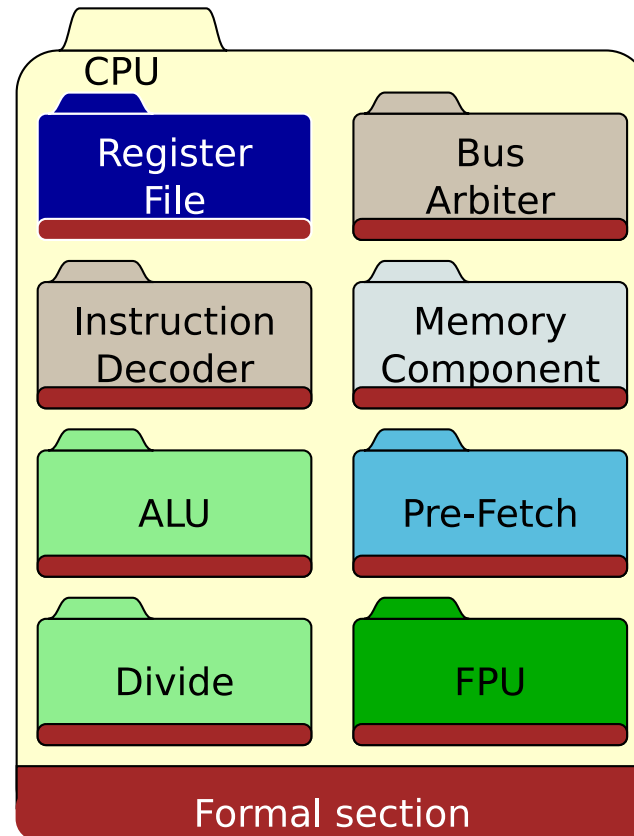 CPU
Register
File
Bus
Arbiter
Instruction
Decoder
Memory
Component
ALU
Pre-Fetch
Divide
FPU
Formal section